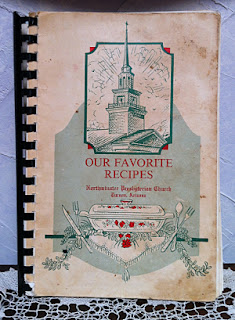 OUR FAVORITE
RECIPES
Northminster Presbyterian Church
Tucson, Arizona